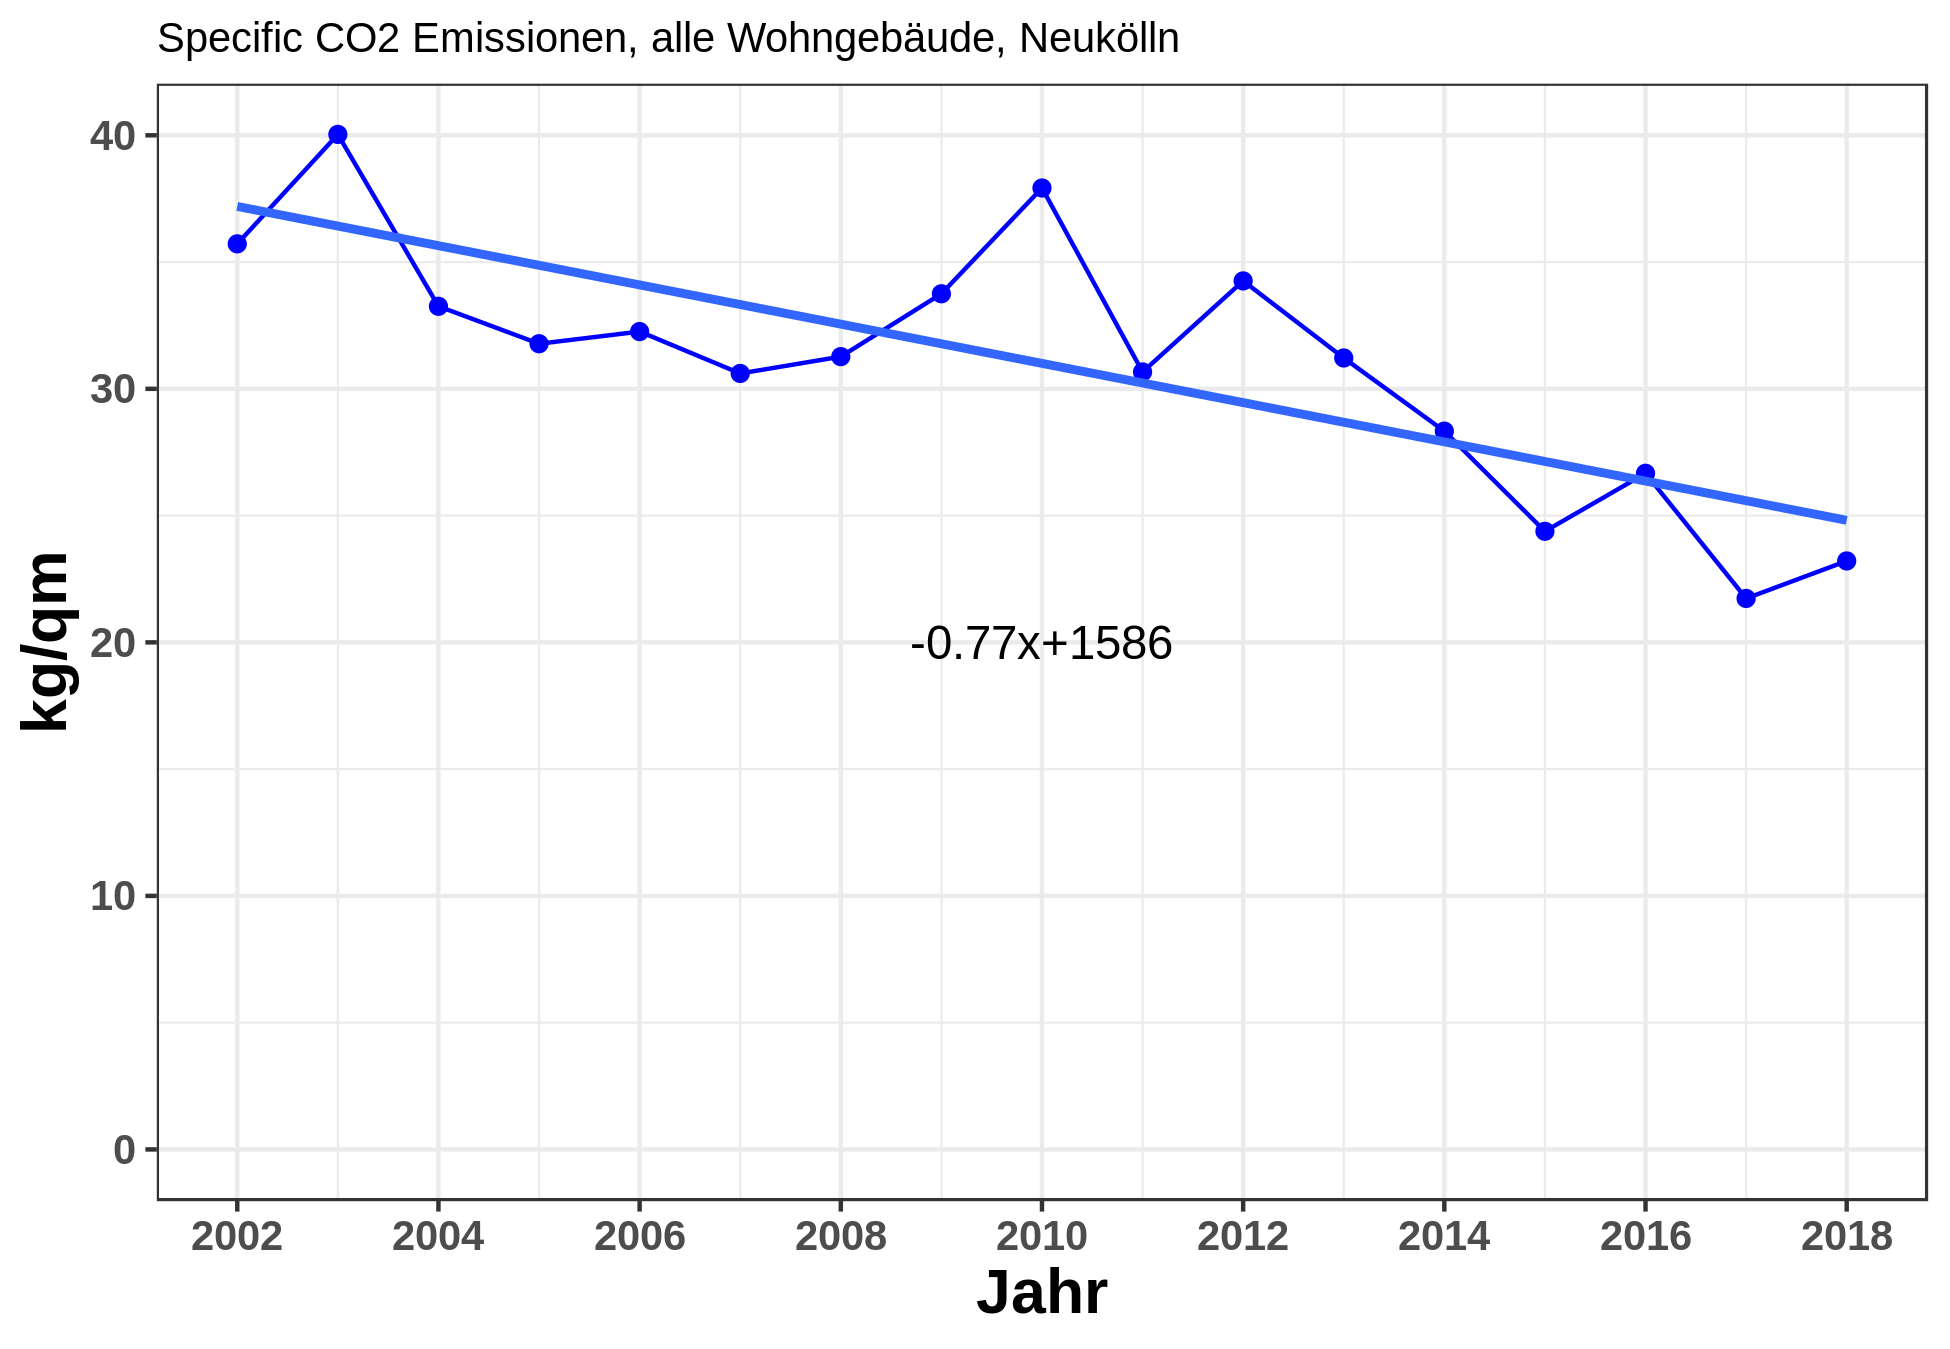 Specific CO2 Emissionen, alle Wohngebäude, Neukölln
40
30
20
10
0
kg/qm
-0.77x+1586
2002 2004 2006 2008 2010 2012 2014 2016 2018
Jahr